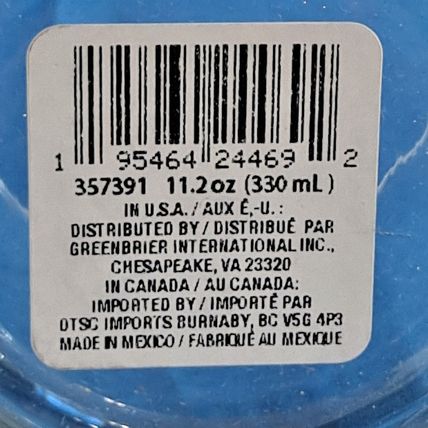 1 95464 24469 2
357391 11.2 oz (330 mL)
IN U.S.A. / AUX É.-U. :
DISTRIBUTED BY / DISTRIBUÉ PAR
GREENBRIER INTERNATIONAL INC.,
CHESAPEAKE, VA 23320
IN CANADA / AU CANADA:
IMPORTED BY / IMPORTÉ PAR
DTSC IMPORTS BURNABY, BC V5G 4P3
MADE IN MEXICO / FABRIQUÉ AU MEXIQUE